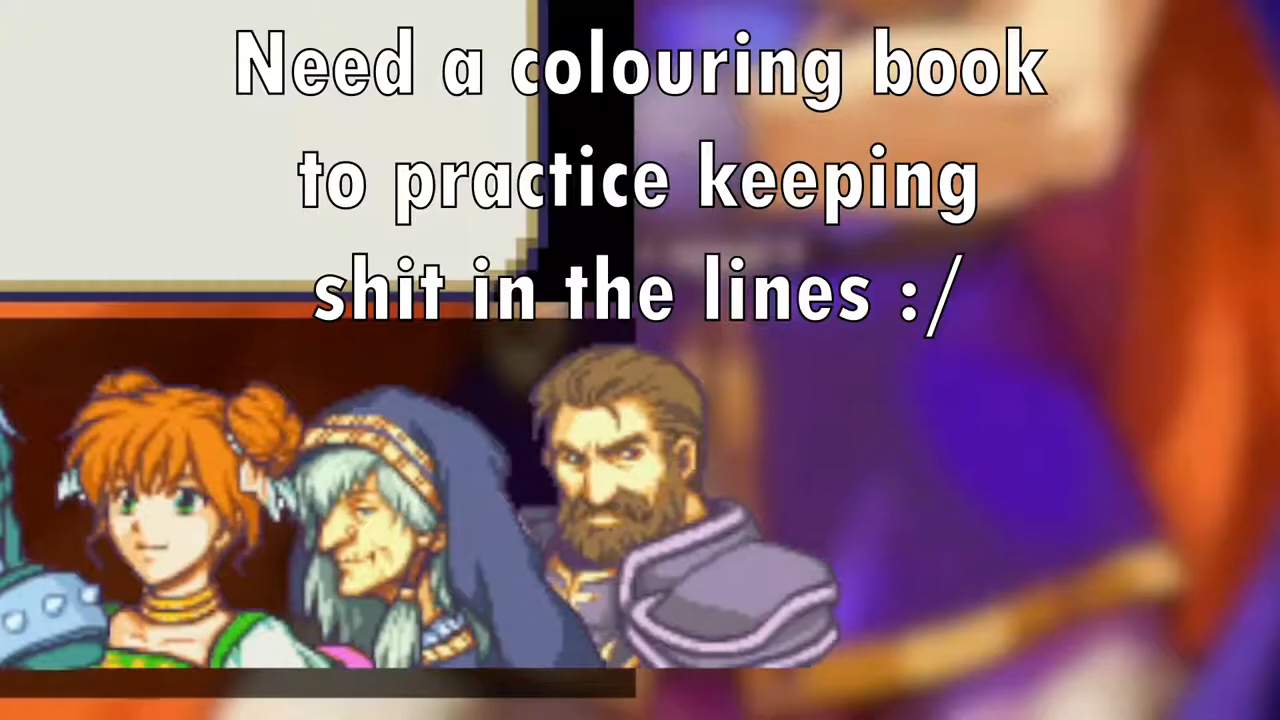 Need a colouring book
to practice keeping
shit in the lines :/